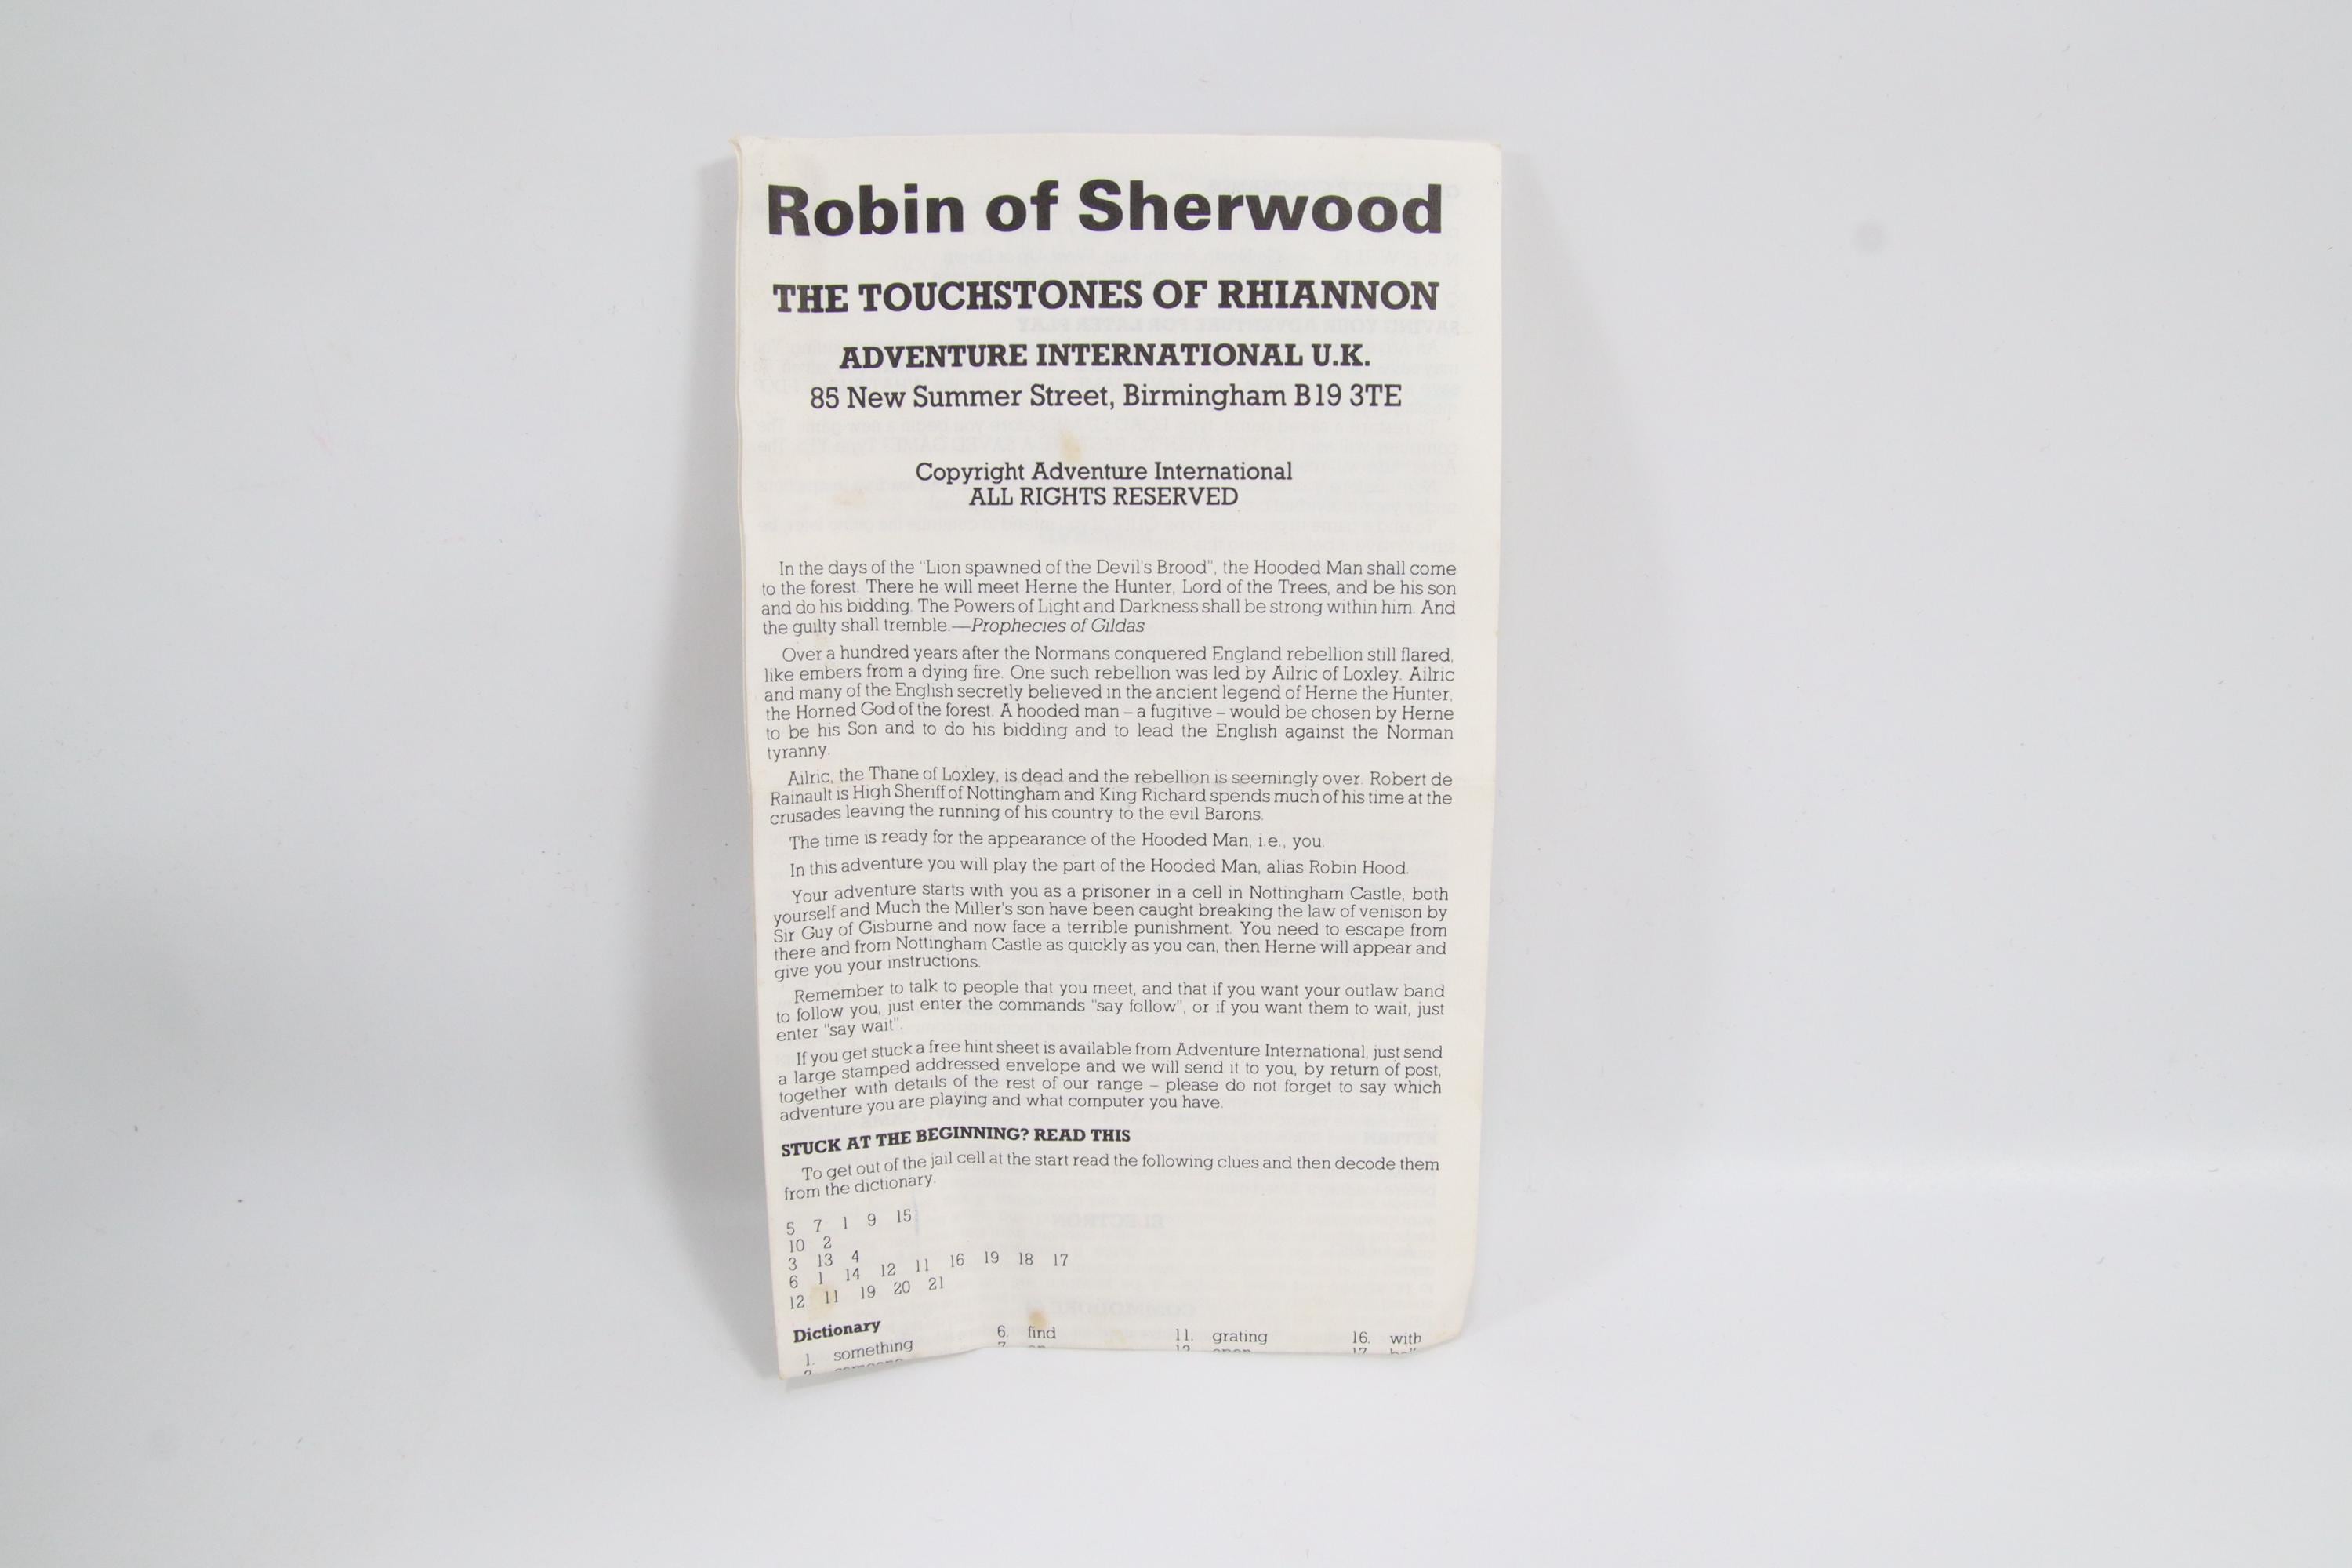 Robin of Sherwood
THE TOUCHSTONES OF RHIANNON
ADVENTURE INTERNATIONAL U.K.
85 New Summer Street, Birmingham B19 3TE
Copyright Adventure International
ALL RIGHTS RESERVED
In the days of the "Lion spawned of the Devil's Brood", the Hooded Man shall come
to the forest. There he will meet Herne the Hunter, Lord of the Trees, and be his son
and do his bidding. The Powers of Light and Darkness shall be strong within him. And
the guilty shall tremble.—Prophecies of Gildas
Over a hundred years after the Normans conquered England rebellion still flared,
like embers from a dying fire. One such rebellion was led by Ailric of Loxley. Ailric
and many of the English secretly believed in the ancient legend of Herne the Hunter,
the Horned God of the forest. A hooded man – a fugitive – would be chosen by Herne
to be his Son and to do his bidding and to lead the English against the Norman
tyranny.
Ailric, the Thane of Loxley, is dead and the rebellion is seemingly over. Robert de
Rainault is High Sheriff of Nottingham and King Richard spends much of his time at the
crusades leaving the running of his country to the evil Barons.
The time is ready for the appearance of the Hooded Man, i.e., you.
In this adventure you will play the part of the Hooded Man, alias Robin Hood.
Your adventure starts with you as a prisoner in a cell in Nottingham Castle, both
yourself and Much the Miller's son have been caught breaking the law of venison by
Sir Guy of Gisburne and now face a terrible punishment. You need to escape from
there and from Nottingham Castle as quickly as you can, then Herne will appear and
give you your instructions.
Remember to talk to people that you meet, and that if you want your outlaw band
to follow you, just enter the commands "say follow", or if you want them to wait, just
enter "say wait".
If you get stuck a free hint sheet is available from Adventure International, just send
a large stamped addressed envelope and we will send it to you, by return of post,
together with details of the rest of our range – please do not forget to say which
adventure you are playing and what computer you have.
STUCK AT THE BEGINNING? READ THIS
To get out of the jail cell at the start read the following clues and then decode them
from the dictionary.
5 7 1 9 15
10 2
3 13 4
6 1 14 12 11 16 19 18 17
12 11 19 20 21
Dictionary
1. something 6. find 11. grating 16. with